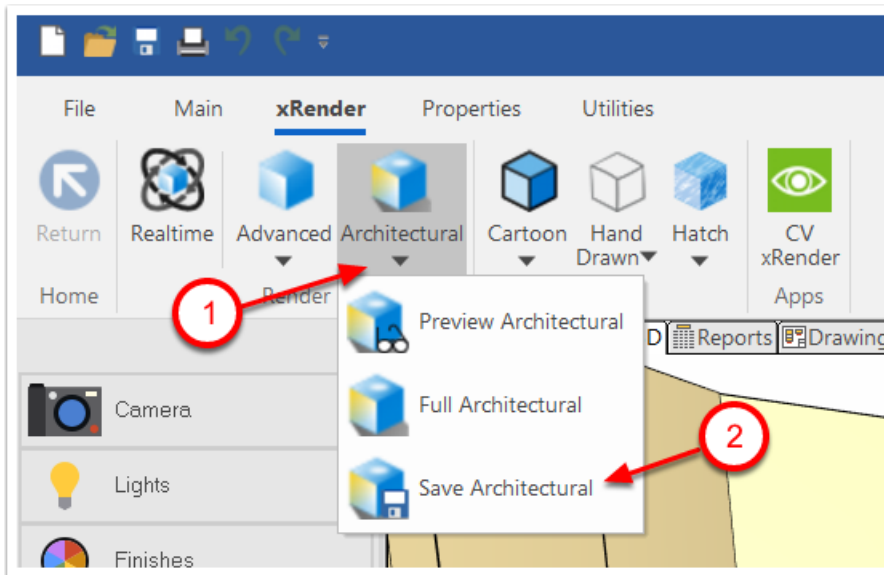 File Main xRender Properties Utilities
Return Realtime Advanced Architectural Cartoon Hand Drawn Hatch CV xRender
Home Render Apps
1
Preview Architectural
D Reports Drawing
Camera
Full Architectural
2
Lights
Save Architectural
Finishes